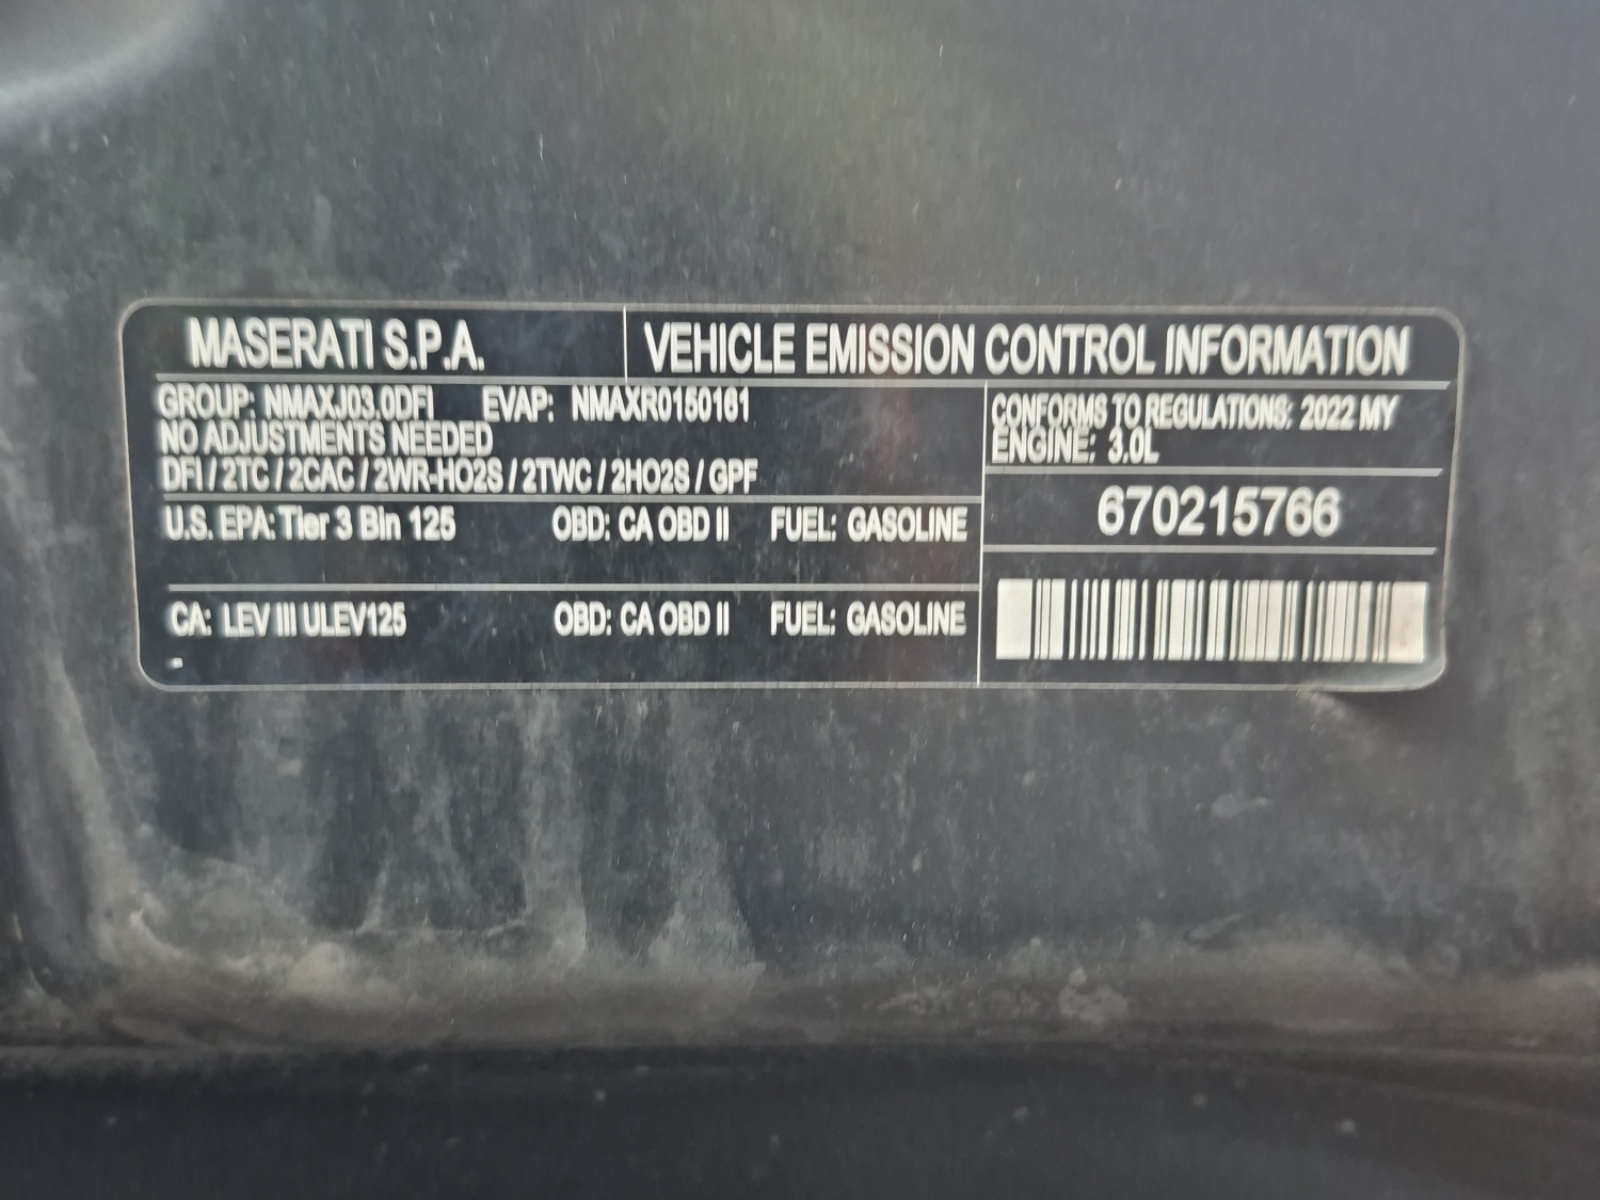 MASERATI S.P.A.
VEHICLE EMISSION CONTROL INFORMATION
GROUP: NMAXJ03.0DFI EVAP: NMAXR0150161
NO ADJUSTMENTS NEEDED
DFI / 2TC / 2CAC / 2WR-HO2S / 2TWC / 2HO2S / GPF
CONFORMS TO REGULATIONS: 2022 MY
ENGINE: 3.0L
670215766
U.S. EPA: Tier 3 Bin 125 OBD: CA OBD II FUEL: GASOLINE
CA: LEV III ULEV125 OBD: CA OBD II FUEL: GASOLINE